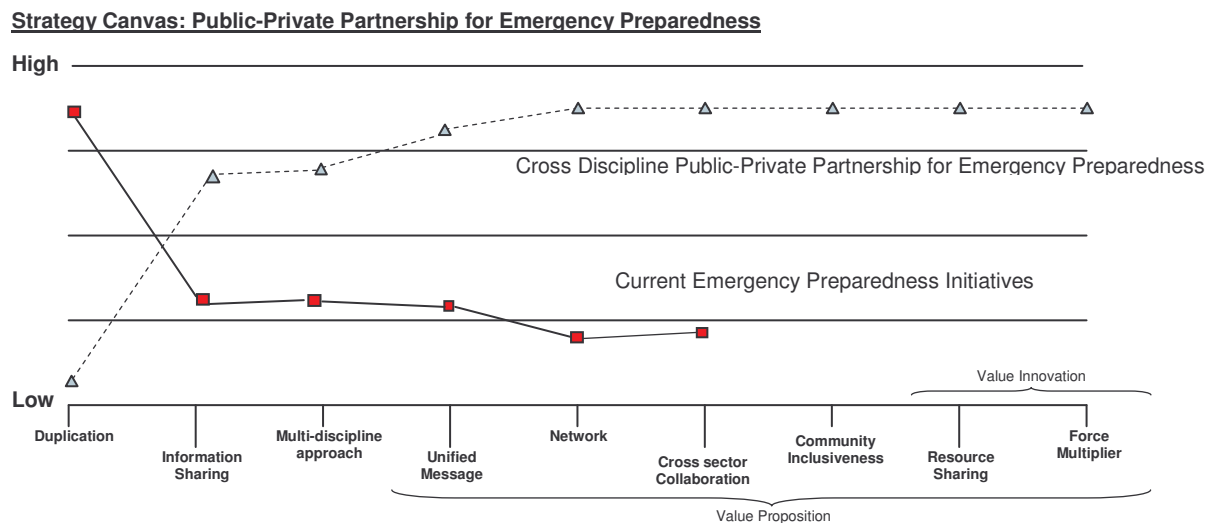 Strategy Canvas: Public-Private Partnership for Emergency Preparedness
High
Cross Discipline Public-Private Partnership for Emergency Preparedness
Current Emergency Preparedness Initiatives
Value Innovation
Low
Duplication
Information
Sharing
Multi-discipline
approach
Unified
Message
Network
Cross sector
Collaboration
Community
Inclusiveness
Resource
Sharing
Force
Multiplier
Value Proposition